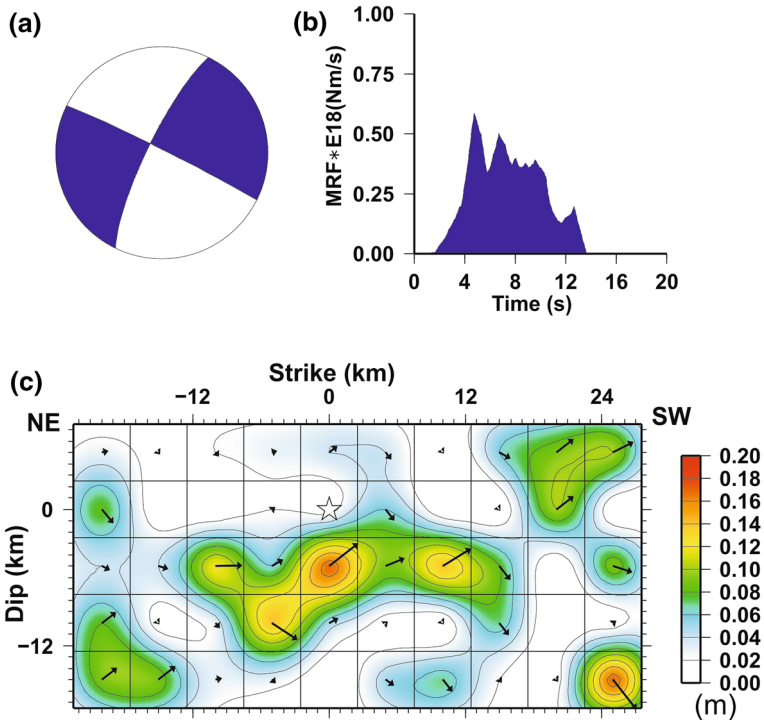 (a)
(b)
1.00
0.75
0.50
0.25
0.00
MRF*E18(Nm/s)
0 4 8 12 16 20
Time (s)
(c)
Strike (km)
−12 0 12 24
NE
SW
0
−12
Dip (km)
0.20
0.18
0.16
0.14
0.12
0.10
0.08
0.06
0.04
0.02
0.00
(m)